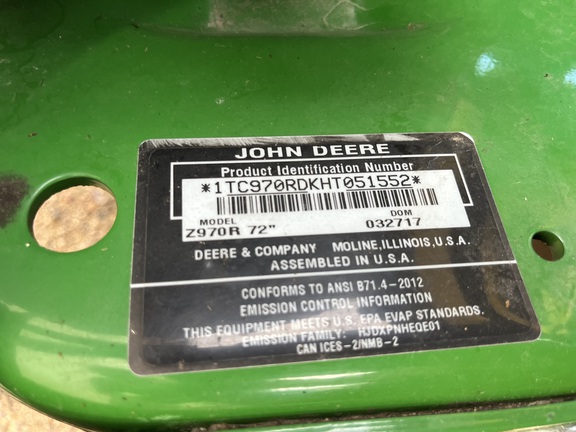 JOHN DEERE
Product Identification Number
*1TC970RDKHT051552*
MODEL DOM
Z970R 72" 032717
DEERE & COMPANY MOLINE, ILLINOIS, U.S.A.
ASSEMBLED IN U.S.A.
CONFORMS TO ANSI B71.4-2012
EMISSION CONTROL INFORMATION
THIS EQUIPMENT MEETS U.S. EPA EVAP STANDARDS.
EMISSION FAMILY: HJDXPNHEQE01
CAN ICES-2/NMB-2